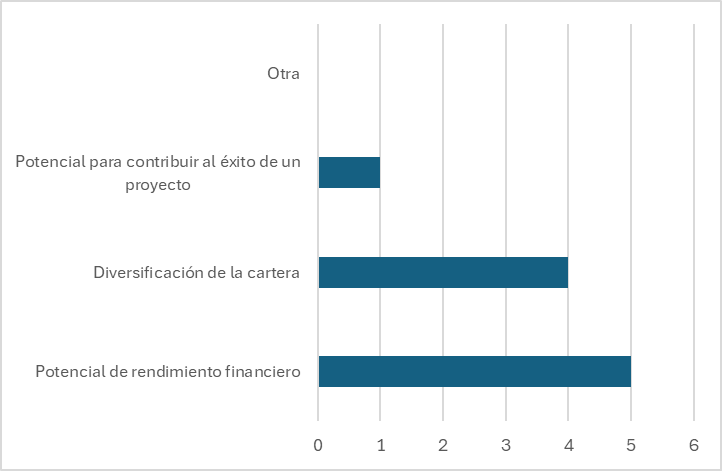 Otra
Potencial para contribuir al éxito de un
proyecto
Diversificación de la cartera
Potencial de rendimiento financiero
0 1 2 3 4 5 6